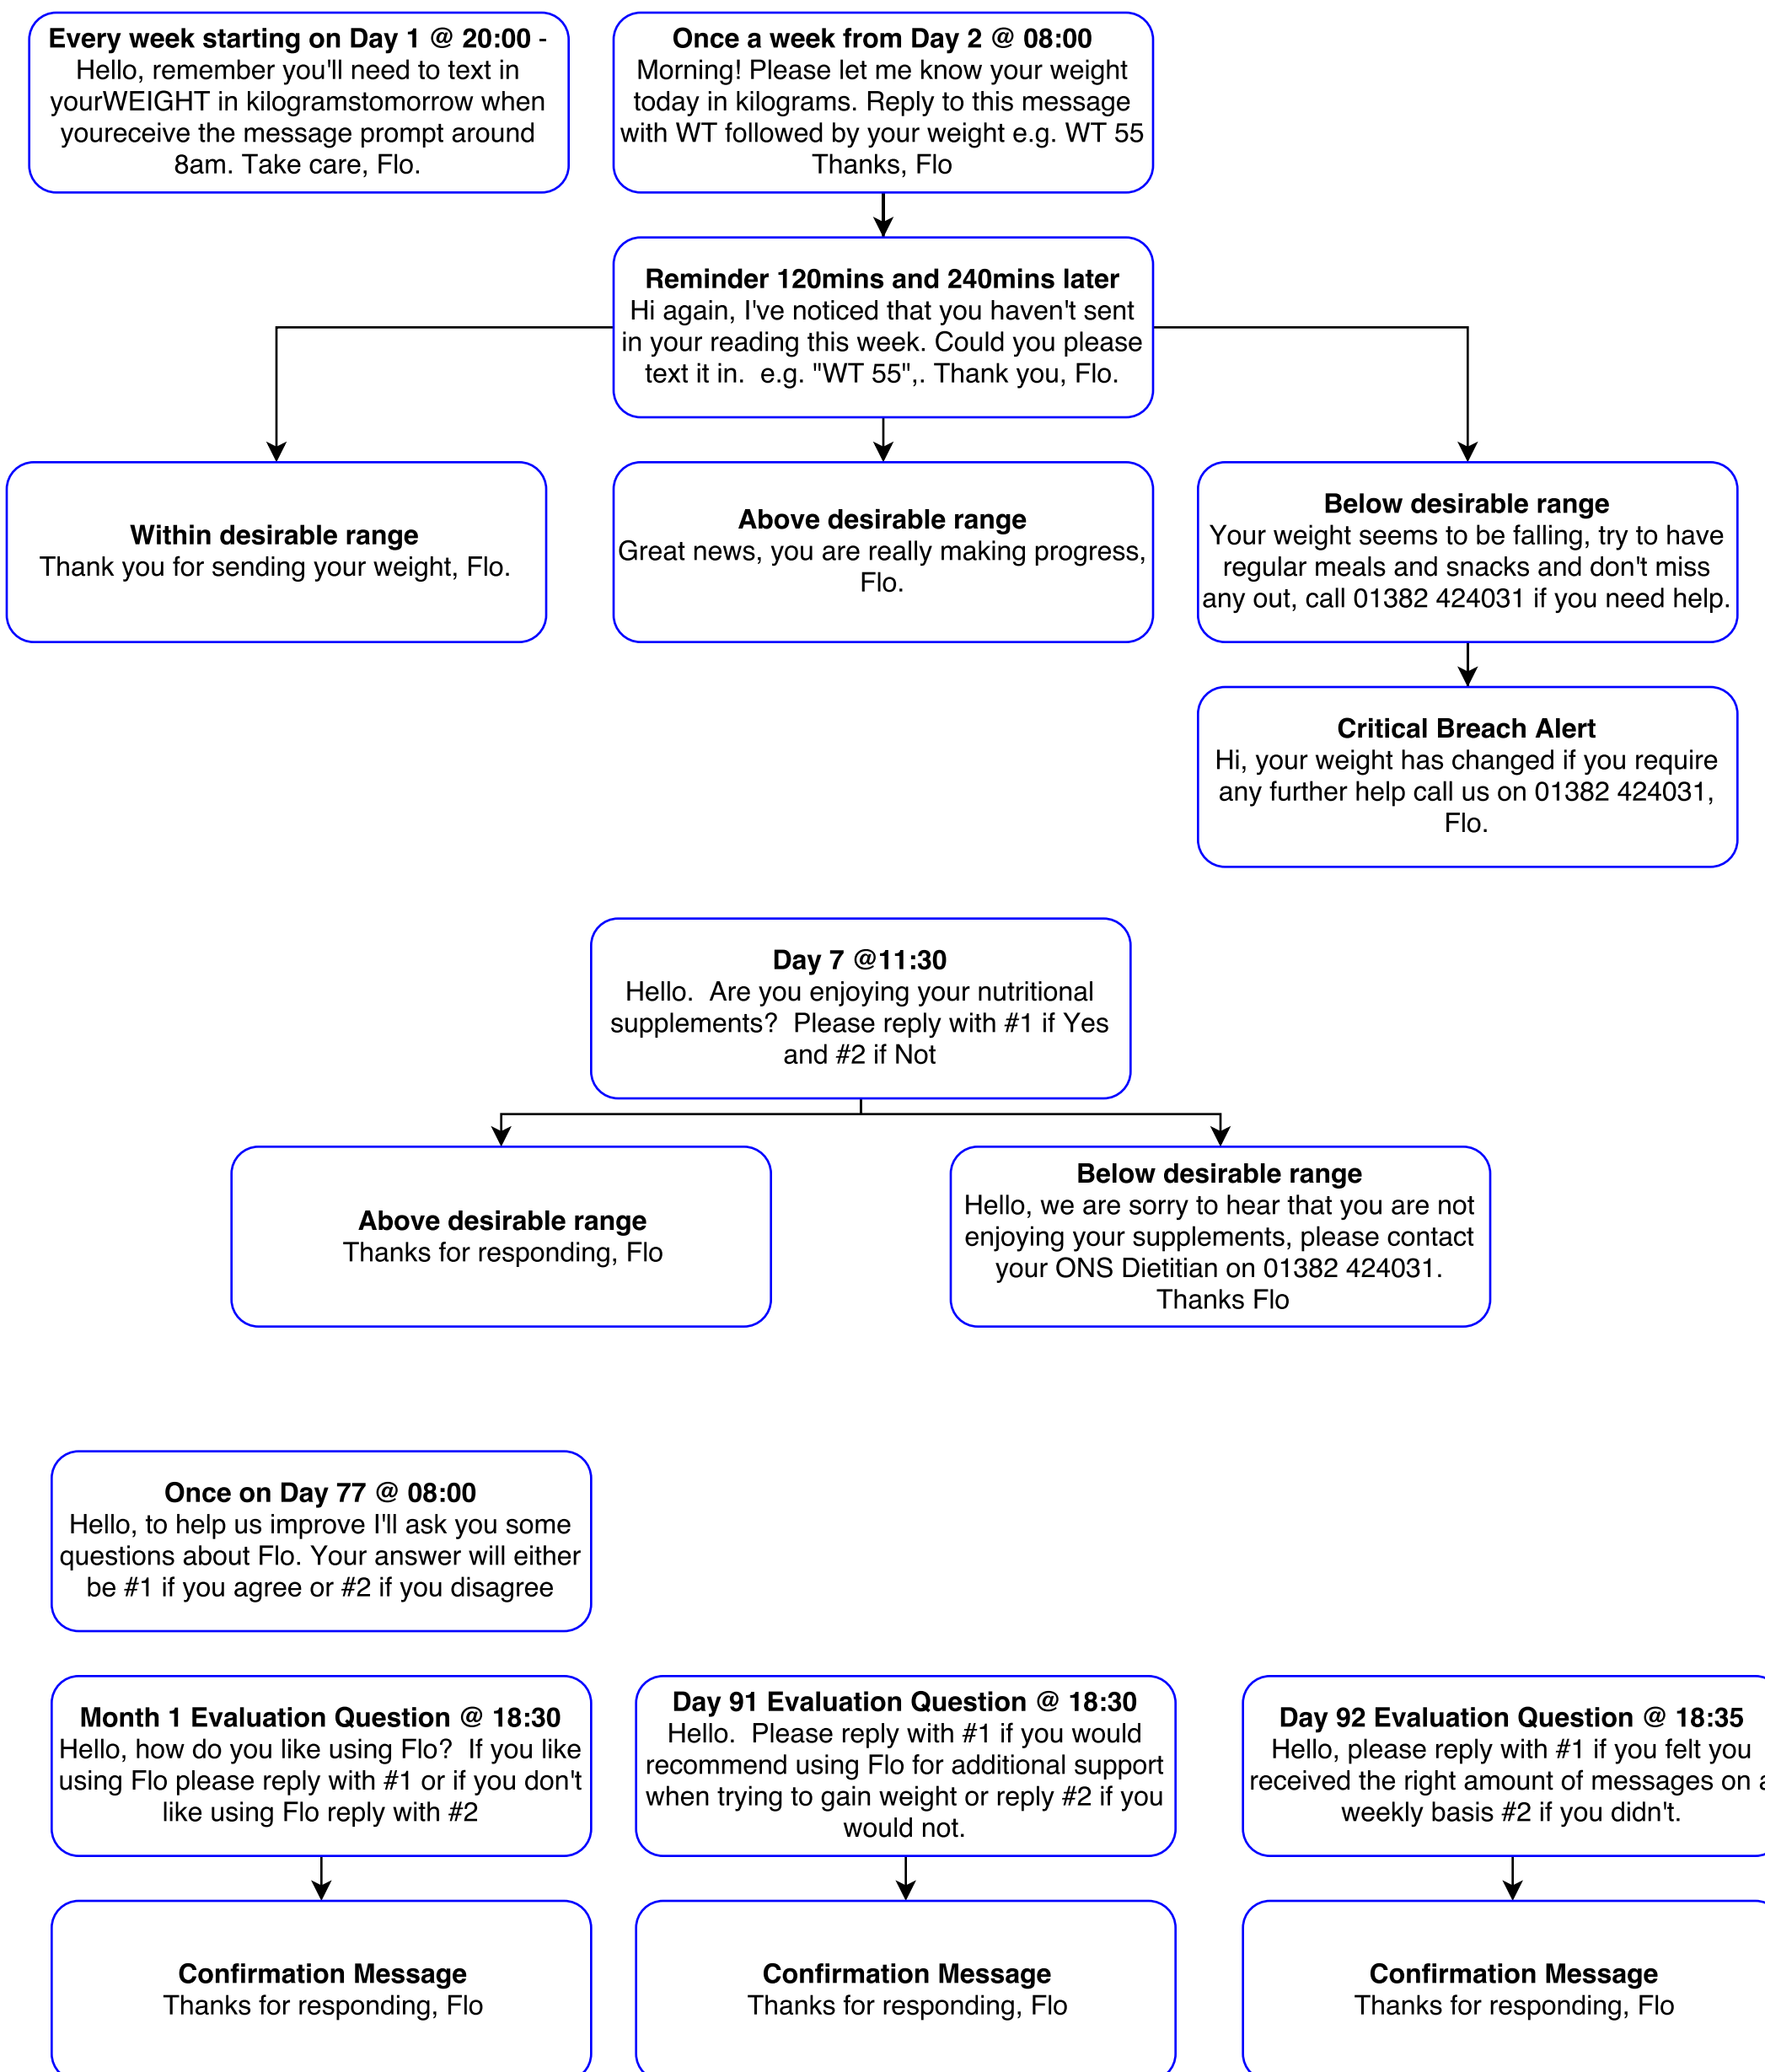 Every week starting on Day 1 @ 20:00 -
Hello, remember you'll need to text in
yourWEIGHT in kilogramstomorrow when
youreceive the message prompt around
8am. Take care, Flo.
Once a week from Day 2 @ 08:00
Morning! Please let me know your weight
today in kilograms. Reply to this message
with WT followed by your weight e.g. WT 55
Thanks, Flo
Reminder 120mins and 240mins later
Hi again, I've noticed that you haven't sent
in your reading this week. Could you please
text it in.  e.g. "WT 55",. Thank you, Flo.
Within desirable range
Thank you for sending your weight, Flo.
Above desirable range
Great news, you are really making progress,
Flo.
Below desirable range
Your weight seems to be falling, try to have
regular meals and snacks and don't miss
any out, call 01382 424031 if you need help.
Critical Breach Alert
Hi, your weight has changed if you require
any further help call us on 01382 424031,
Flo.
Day 7 @11:30
Hello.  Are you enjoying your nutritional
supplements?  Please reply with #1 if Yes
and #2 if Not
Above desirable range
Thanks for responding, Flo
Below desirable range
Hello, we are sorry to hear that you are not
enjoying your supplements, please contact
your ONS Dietitian on 01382 424031.
Thanks Flo
Once on Day 77 @ 08:00
Hello, to help us improve I'll ask you some
questions about Flo. Your answer will either
be #1 if you agree or #2 if you disagree
Month 1 Evaluation Question @ 18:30
Hello, how do you like using Flo?  If you like
using Flo please reply with #1 or if you don't
like using Flo reply with #2
Day 91 Evaluation Question @ 18:30
Hello.  Please reply with #1 if you would
recommend using Flo for additional support
when trying to gain weight or reply #2 if you
would not.
Day 92 Evaluation Question @ 18:35
Hello, please reply with #1 if you felt you
received the right amount of messages on a
weekly basis #2 if you didn't.
Confirmation Message
Thanks for responding, Flo
Confirmation Message
Thanks for responding, Flo
Confirmation Message
Thanks for responding, Flo